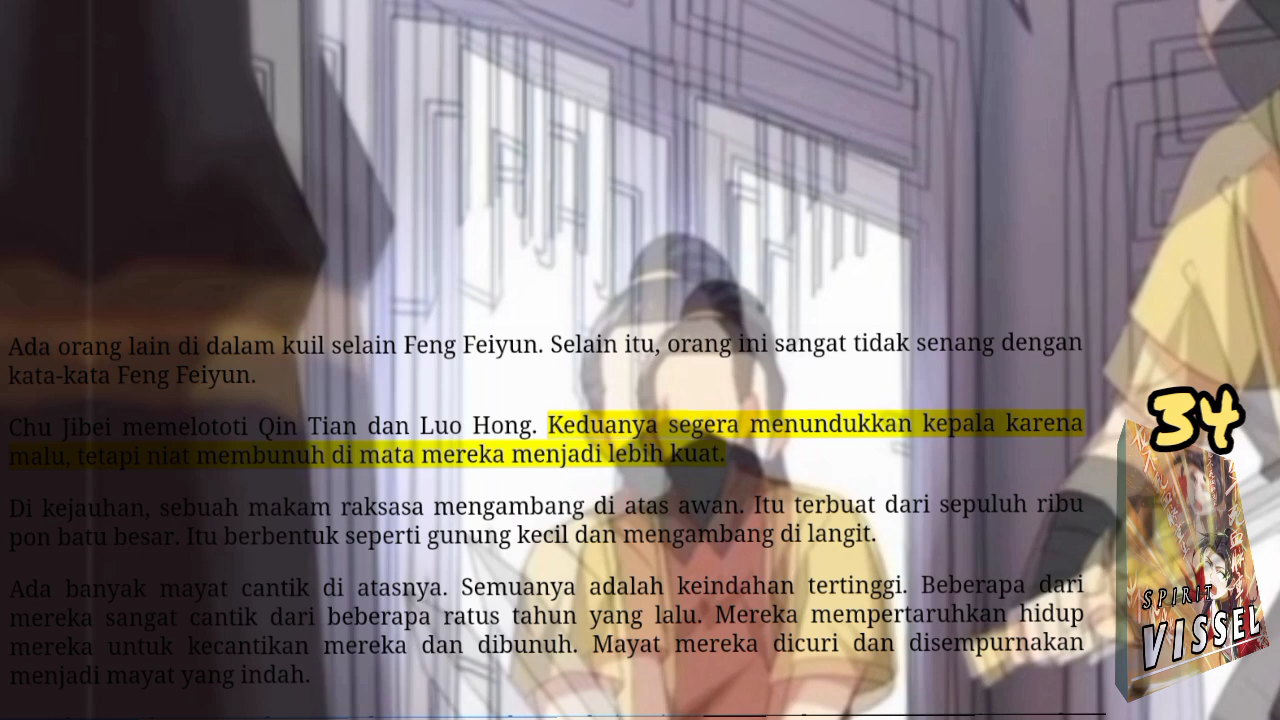 Ada orang lain di dalam kuil selain Feng Feiyun. Selain itu, orang ini sangat tidak senang dengan
kata-kata Feng Feiyun.
Chu Jibei memelototi Qin Tian dan Luo Hong. Keduanya segera menundukkan kepala karena
malu, tetapi niat membunuh di mata mereka menjadi lebih kuat.
Di kejauhan, sebuah makam raksasa mengambang di atas awan. Itu terbuat dari sepuluh ribu
pon batu besar. Itu berbentuk seperti gunung kecil dan mengambang di langit.
Ada banyak mayat cantik di atasnya. Semuanya adalah keindahan tertinggi. Beberapa dari
mereka sangat cantik dari beberapa ratus tahun yang lalu. Mereka mempertaruhkan hidup
mereka untuk kecantikan mereka dan dibunuh. Mayat mereka dicuri dan disempurnakan
menjadi mayat yang indah.
34
SPIRIT
VISSEL